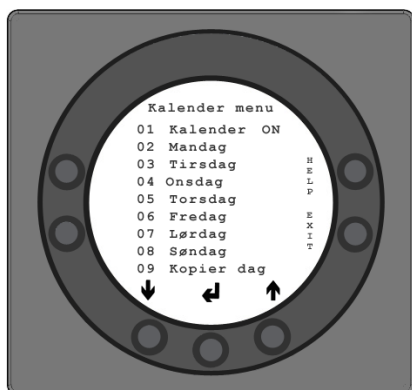 Kalender menu
01 Kalender ON
02 Mandag
03 Tirsdag
04 Onsdag
05 Torsdag
06 Fredag
07 Lørdag
08 Søndag
09 Kopier dag
HELP
EXIT